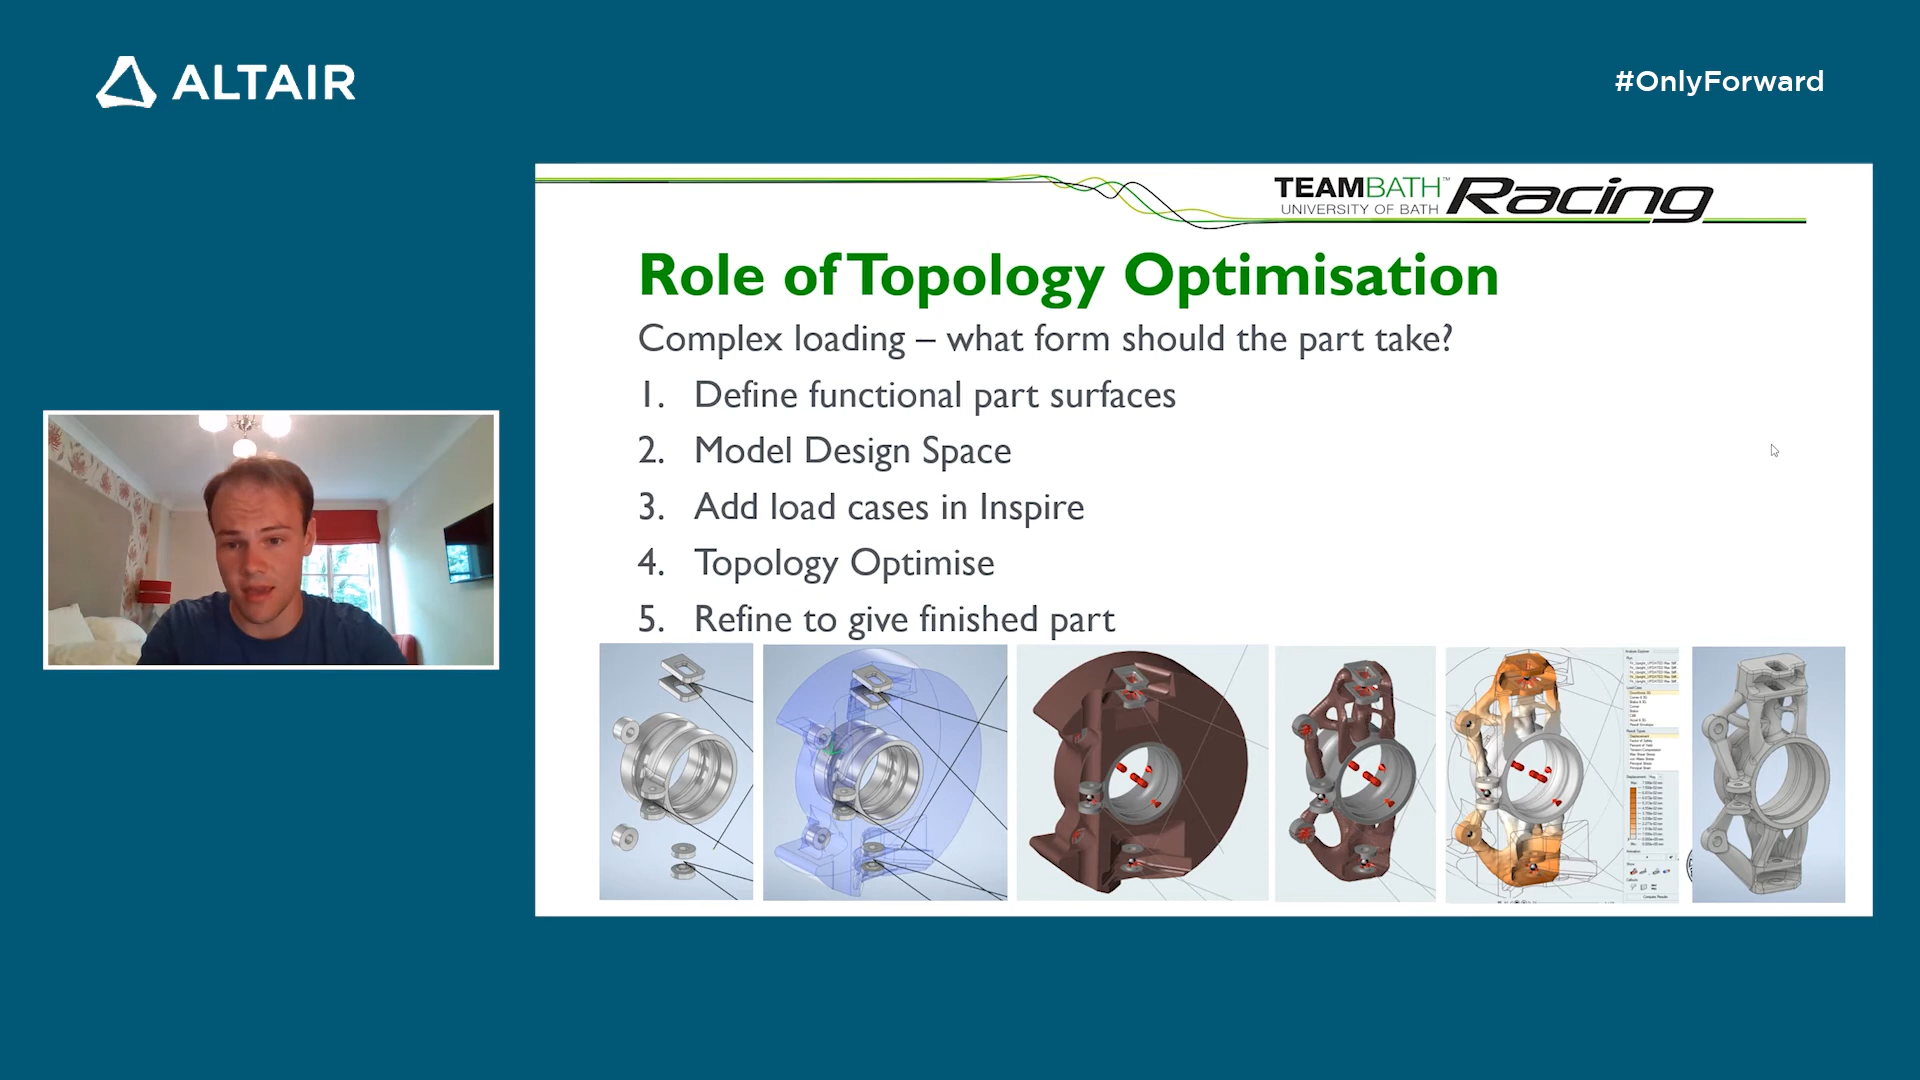 ALTAIR
#OnlyForward
TEAMBATH™ Racing
UNIVERSITY OF BATH
Role of Topology Optimisation
Complex loading – what form should the part take?
1. Define functional part surfaces
2. Model Design Space
3. Add load cases in Inspire
4. Topology Optimise
5. Refine to give finished part